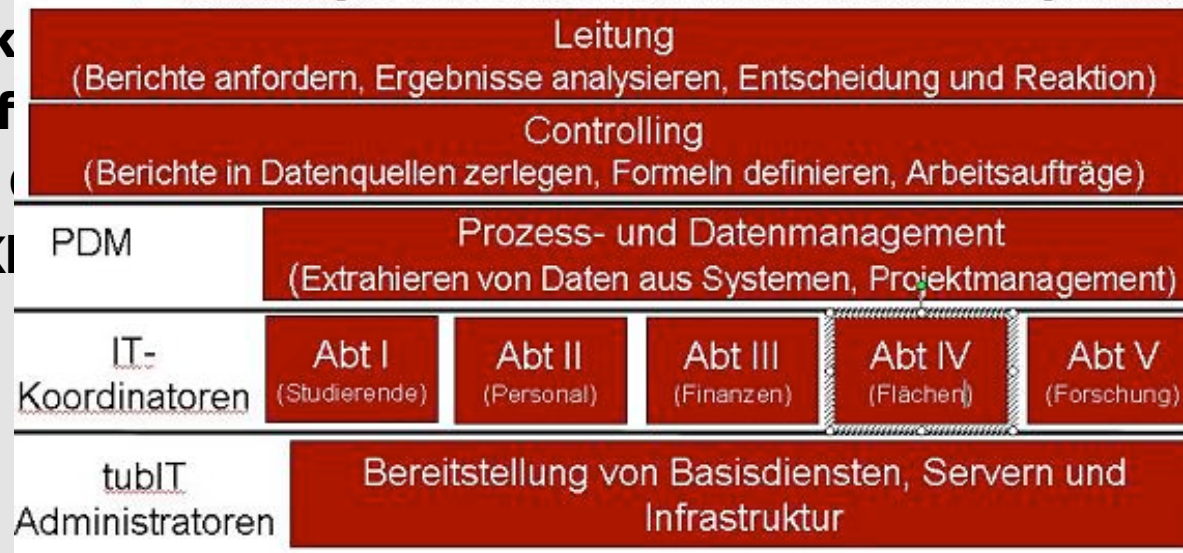 Leitung
(Berichte anfordern, Ergebnisse analysieren, Entscheidung und Reaktion)
Controlling
(Berichte in Datenquellen zerlegen, Formeln definieren, Arbeitsaufträge)
PDM
Prozess- und Datenmanagement
(Extrahieren von Daten aus Systemen, Projektmanagement)
IT-
Koordinatoren
Abt I
(Studierende)
Abt II
(Personal)
Abt III
(Finanzen)
Abt IV
(Flächen)
Abt V
(Forschung)
tubIT
Administratoren
Bereitstellung von Basisdiensten, Servern und
Infrastruktur